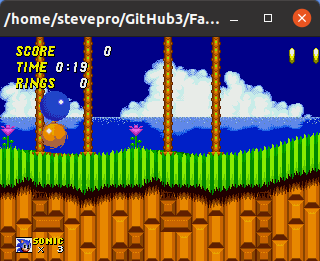 /home/stevepro/GitHub3/Fa...
SCORE 0
TIME 0:19
RINGS 0
SONIC
× 3